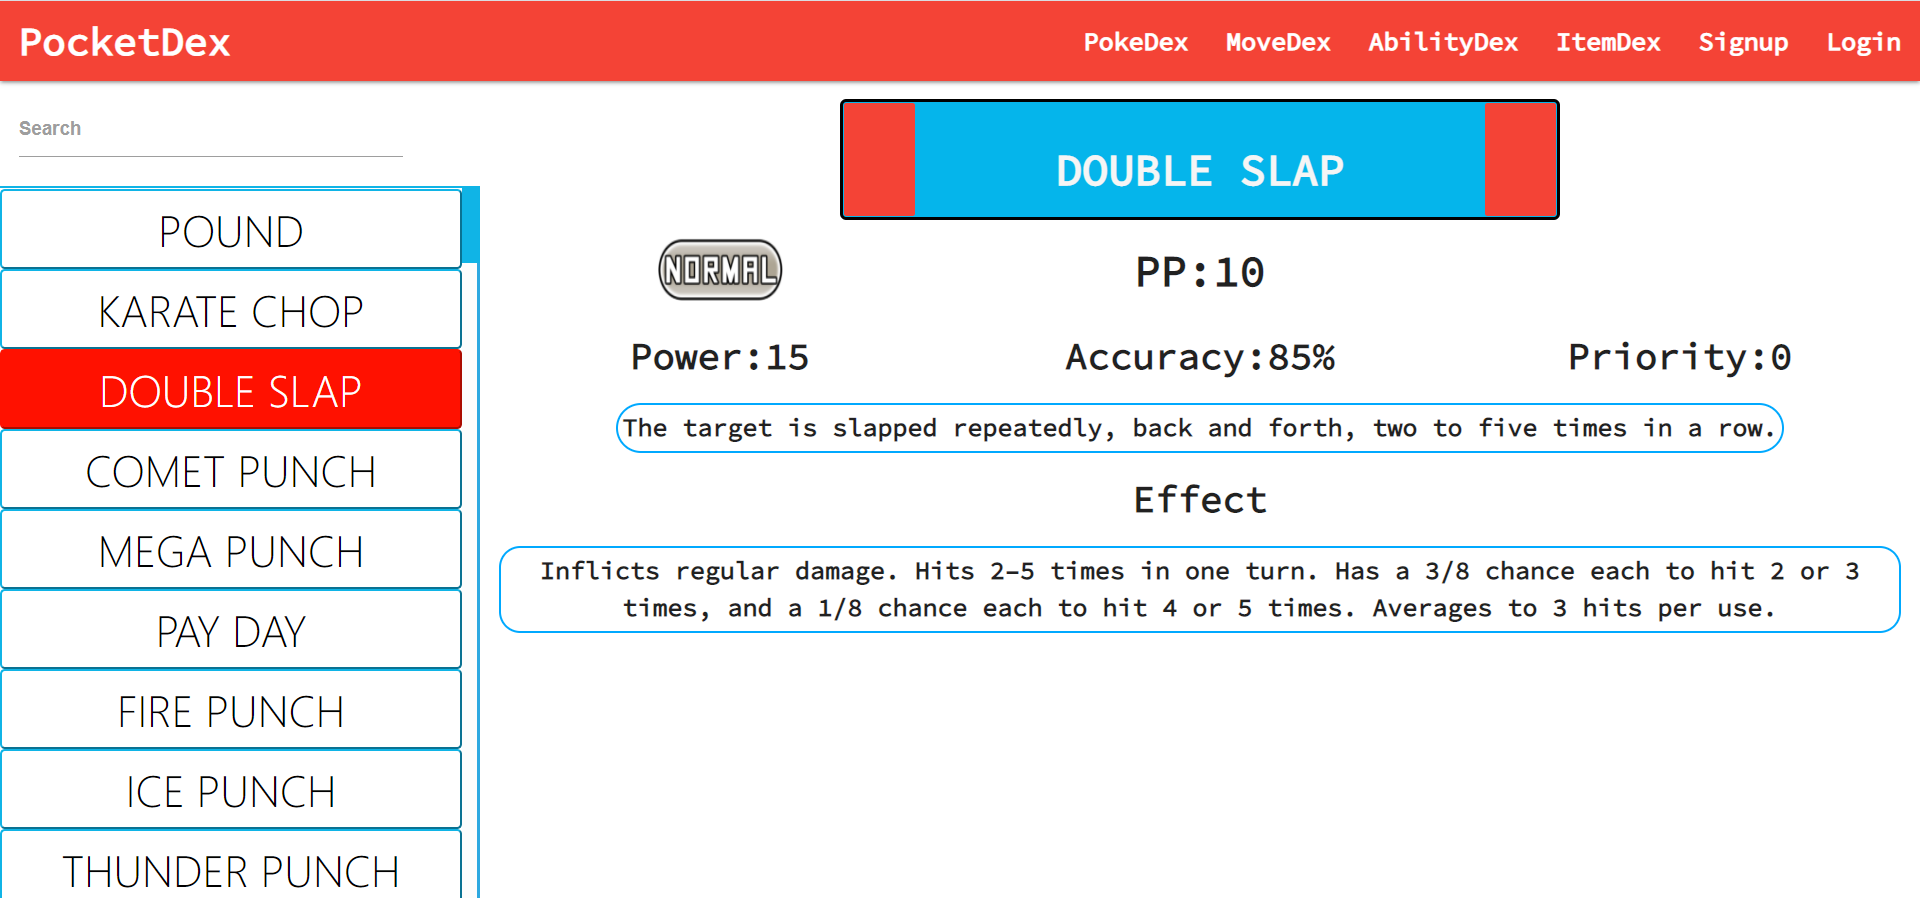 PocketDex
PokeDex MoveDex AbilityDex ItemDex Signup Login
Search
POUND
KARATE CHOP
DOUBLE SLAP
COMET PUNCH
MEGA PUNCH
PAY DAY
FIRE PUNCH
ICE PUNCH
THUNDER PUNCH
DOUBLE SLAP
NORMAL
PP:10
Power:15
Accuracy:85%
Priority:0
The target is slapped repeatedly, back and forth, two to five times in a row.
Effect
Inflicts regular damage. Hits 2–5 times in one turn. Has a 3/8 chance each to hit 2 or 3
times, and a 1/8 chance each to hit 4 or 5 times. Averages to 3 hits per use.